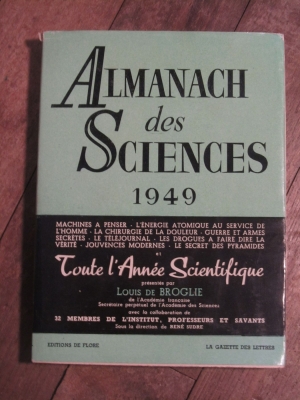 ALMANACH
des
SCIENCES
1949
MACHINES A PENSER - L'ÉNERGIE ATOMIQUE AU SERVICE DE
L'HOMME - LA CHIRURGIE DE LA DOULEUR - GUERRE ET ARMES
SECRÈTES - LE TÉLÉJOURNAL - LES DROGUES A FAIRE DIRE LA
VÉRITÉ - JOUVENCES MODERNES - LE SECRET DES PYRAMIDES
et
Toute l'Année Scientifique
présentée par
LOUIS DE BROGLIE
de l'Académie française
Secrétaire perpétuel de l'Académie des Sciences
avec la collaboration de
32 MEMBRES DE L'INSTITUT, PROFESSEURS ET SAVANTS
Sous la direction de RENÉ SUDRE
EDITIONS DE FLORE
LA GAZETTE DES LETTRES